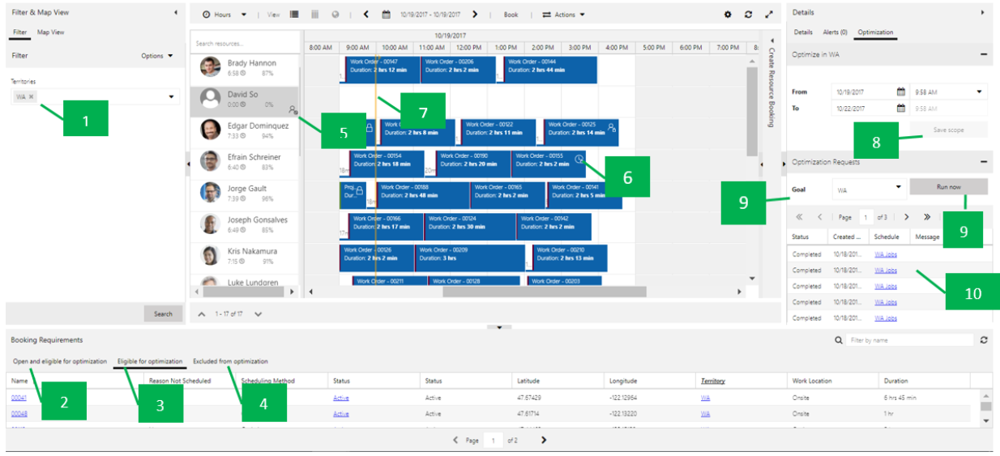 Filter & Map View
Filter Map View
Filter Options
Territories
WA ×
1
Search
Hours View 10/19/2017 - 10/19/2017 Book Actions
Search resources...
10/19/2017
8:00 AM 9:00 AM 10:00 AM 11:00 AM 12:00 PM 1:00 PM 2:00 PM 3:00 PM 4:00 PM 5:00 PM 6:00 PM 7:00 PM 8:
Brady Hannon
6:58 87%
Work Order - 00147
Duration: 2 hrs 12 min
Work Order - 00206
Duration: 2 hrs 2 min
Work Order - 00144
Duration: 2 hrs 44 min
David So
0:00 0%
5
7
Edgar Dominquez
7:33 94%
Duration: 2 hrs 8 min
Work Order - 00122
Duration: 2 hrs 11 min
Work Order - 00125
Duration: 2 hrs 14 min
Efrain Schreiner
6:40 83%
18m
Work Order - 00154
Duration: 2 hrs 18 min
20m
Work Order - 00190
Duration: 2 hrs 20 min
Work Order - 00155
Duration: 2 hrs 2 min
6
Jorge Gault
7:39 96%
Proj...
Dur...
18m
Work Order - 00188
Duration: 2 hrs 48 min
Work Order - 00165
Duration: 2 hrs 2 min
Work Order - 00141
Duration: 2 hrs 5 min
Joseph Gonsalves
6:49 85%
17m
Work Order - 00166
Duration: 2 hrs 17 min
Work Order - 00124
Duration: 2 hrs 30 min
Work Order - 00142
Duration: 2 hrs 2 min
Kris Nakamura
7:15 91%
Work Order - 00126
Duration: 2 hrs 2 min
Work Order - 00209
Duration: 3 hrs
Work Order - 00210
Duration: 2 hrs 13 min
Luke Lundgren
Work Order - 00211
Work Order - 00128
Work Order - 00203
1 - 17 of 17
Create Resource Booking
Details
Details Alerts (0) Optimization
Optimize in WA
From 10/19/2017 9:58 AM
To 10/22/2017 9:58 AM
Save scope
8
Optimization Requests
Goal WA Run now
9
9
Page 1 of 3
Status Created ... Schedule Message
Completed 10/18/201... WA Jobs
Completed 10/18/201... WA Jobs
Completed 10/18/201... WA Jobs
Completed 10/18/201... WA Jobs
Completed 10/18/201... WA Jobs
10
Booking Requirements
Filter by name
Open and eligible for optimization Eligible for optimization Excluded from optimization
Name Reason Not Scheduled Scheduling Method Status Status Latitude Longitude Territory Work Location Duration
00041 Active Active 47.67429 -122.12964 WA Onsite 6 hrs 45 min
00048 Active Active 47.61714 -122.13220 WA Onsite 1 hr
2
3
4
Page 1 of 2